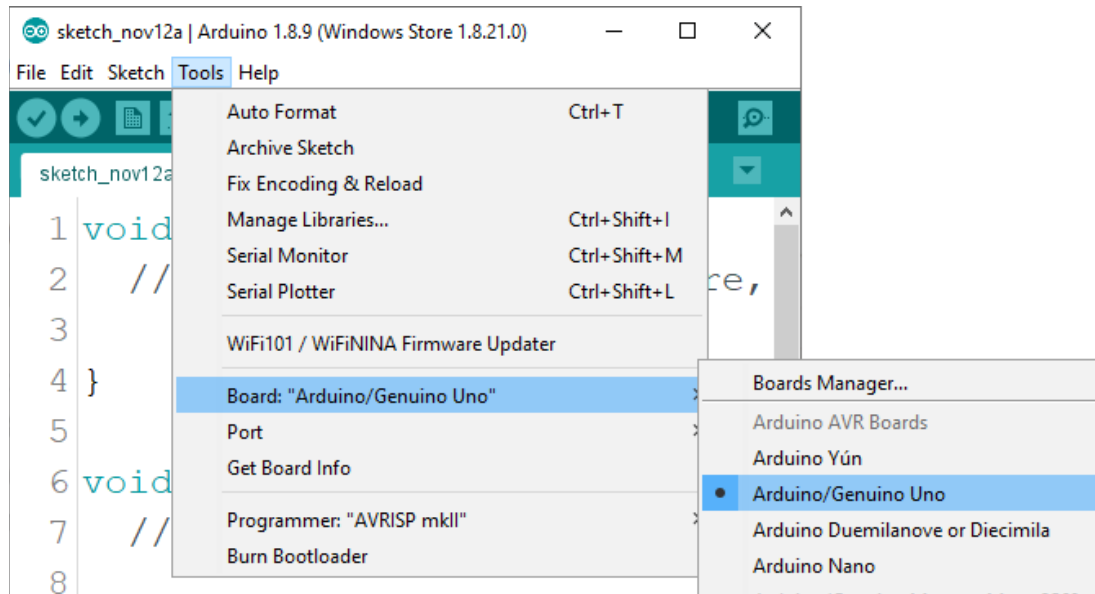 sketch_nov12a | Arduino 1.8.9 (Windows Store 1.8.21.0)
File Edit Sketch Tools Help
Auto Format Ctrl+T
Archive Sketch
sketch_nov12a
Fix Encoding & Reload
Manage Libraries... Ctrl+Shift+I
1 void
Serial Monitor Ctrl+Shift+M
2 // re,
Serial Plotter Ctrl+Shift+L
3
WiFi101 / WiFiNINA Firmware Updater
4 }
Board: "Arduino/Genuino Uno"
Boards Manager...
5
Port
Arduino AVR Boards
Get Board Info
Arduino Yún
6 void
Arduino/Genuino Uno
7 //
Programmer: "AVRISP mkII"
Arduino Duemilanove or Diecimila
Burn Bootloader
Arduino Nano
8